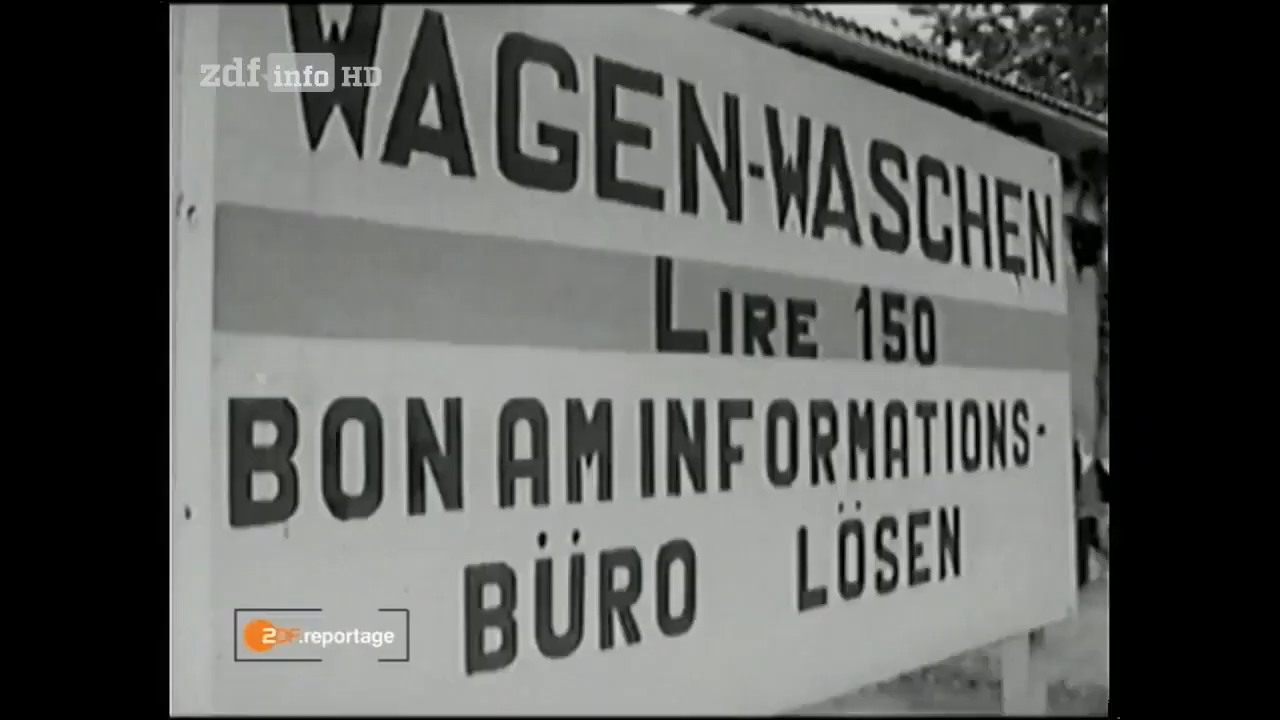 zdf info HD
WAGEN-WASCHEN
LIRE 150
BON AM INFORMATIONS-
BÜRO LÖSEN
ZDF.reportage